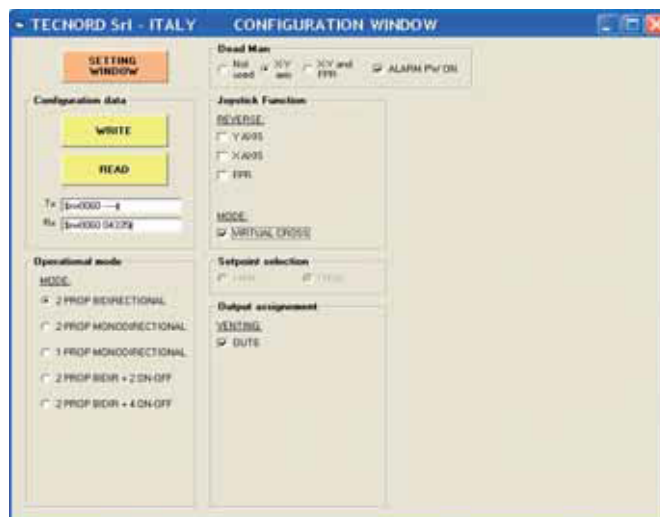 TECNORD Srl - ITALY CONFIGURATION WINDOW
SETTING
WINDOW
Dead Man
Not used
XY axis
XY and FPR
ALARM PW ON
Configuration data
WRITE
READ
Tx
Rx
Joystick Function
REVERSE:
Y AXIS
X AXIS
FPR
MODE:
VIRTUAL CROSS
Operational mode
MODE:
2 PROP BIDIRECTIONAL
2 PROP MONODIRECTIONAL
1 PROP MONODIRECTIONAL
2 PROP BIDIR + 2 ON-OFF
2 PROP BIDIR + 4 ON-OFF
Setpoint selection
Output assignement
VENTING:
OUT5